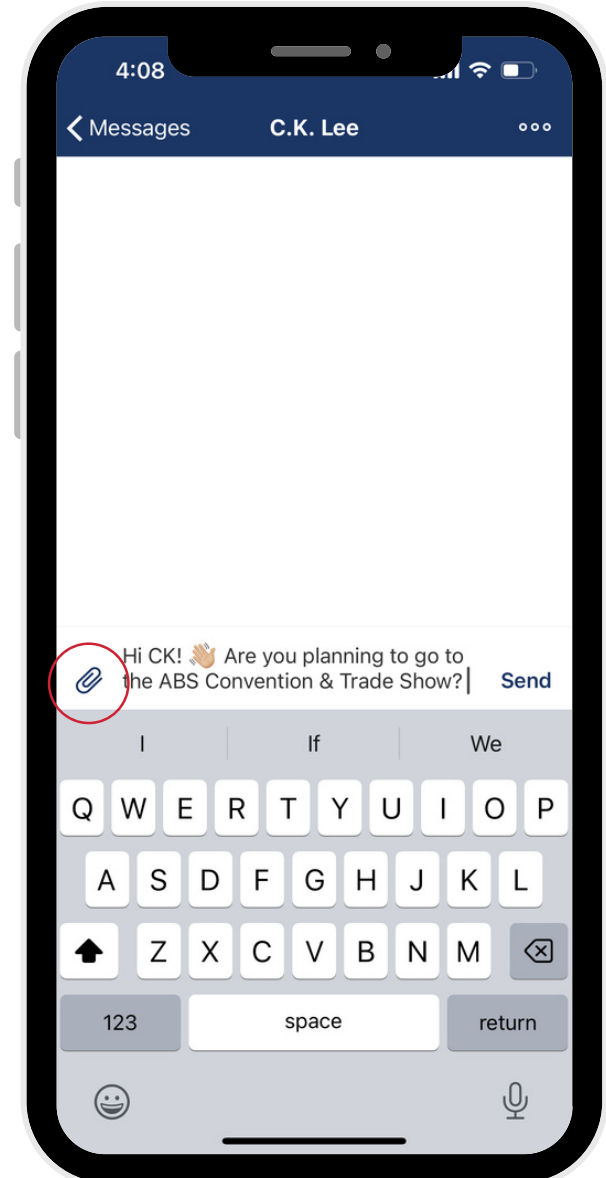 4:08
Messages C.K. Lee
Hi CK! 👋🏼 Are you planning to go to
the ABS Convention & Trade Show?
Send
I If We
Q W E R T Y U I O P
A S D F G H J K L
Z X C V B N M
123 space return